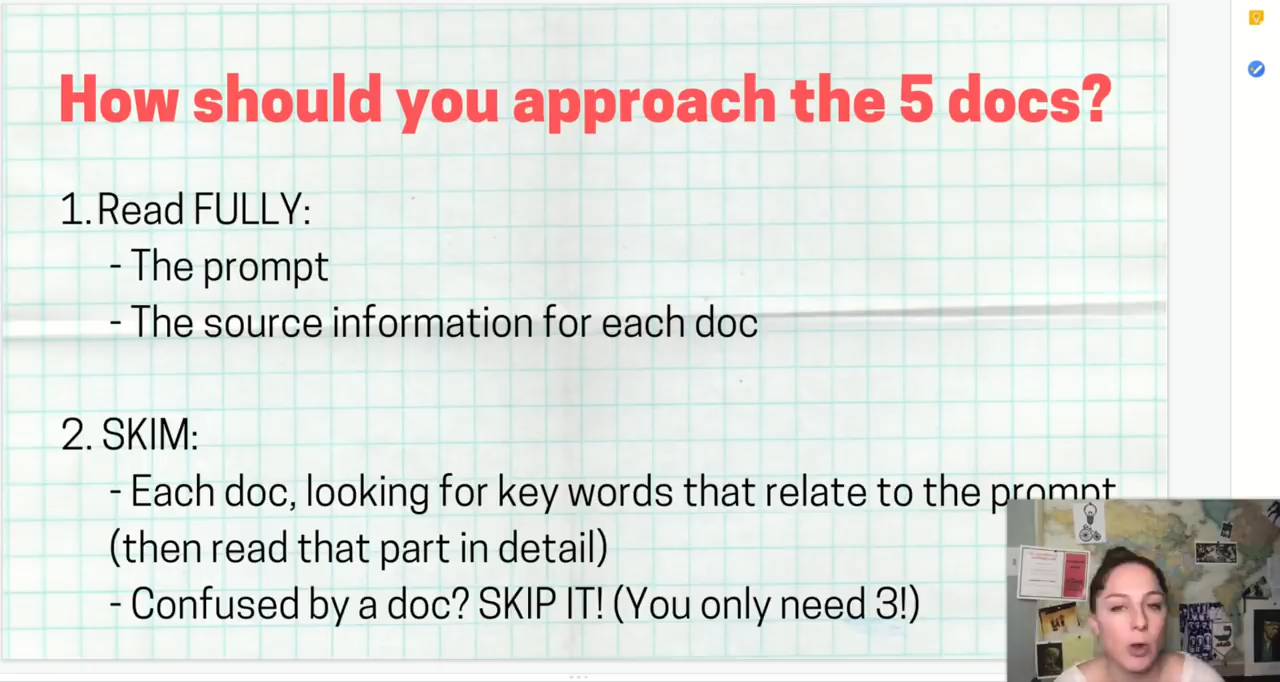 How should you approach the 5 docs?
1. Read FULLY:
- The prompt
- The source information for each doc
2. SKIM:
- Each doc, looking for key words that relate to the prompt
(then read that part in detail)
- Confused by a doc? SKIP IT! (You only need 3!)